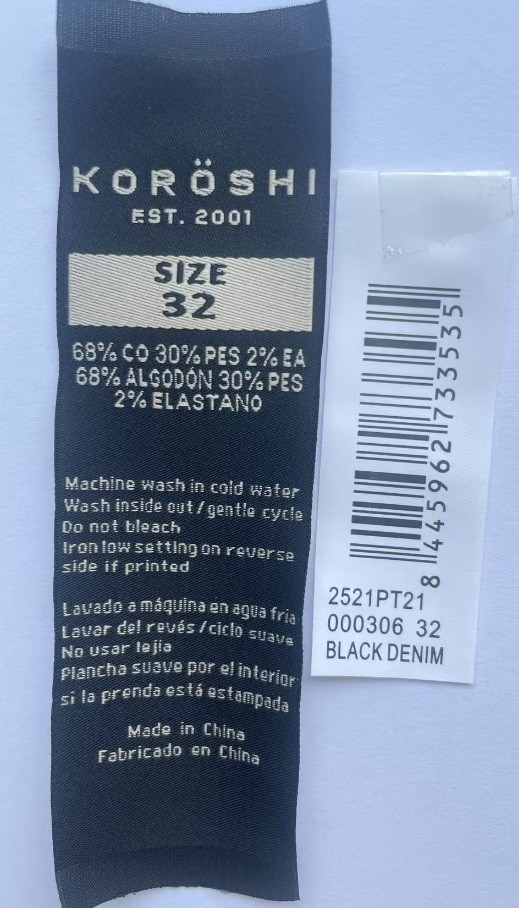 KORÖSHI
EST. 2001
SIZE
32
68% CO 30% PES 2% EA
68% ALGODÓN 30% PES
2% ELASTANO
Machine wash in cold water
Wash inside out / gentle cycle
Do not bleach
Iron low setting on reverse
side if printed
Lavado a máquina en agua fria
Lavar del revés /ciclo suave
No usar lejia
Plancha suave por el interior
si la prenda está estampada
Made in China
Fabricado en China
8 445962 733535
2521PT21
000306 32
BLACK DENIM